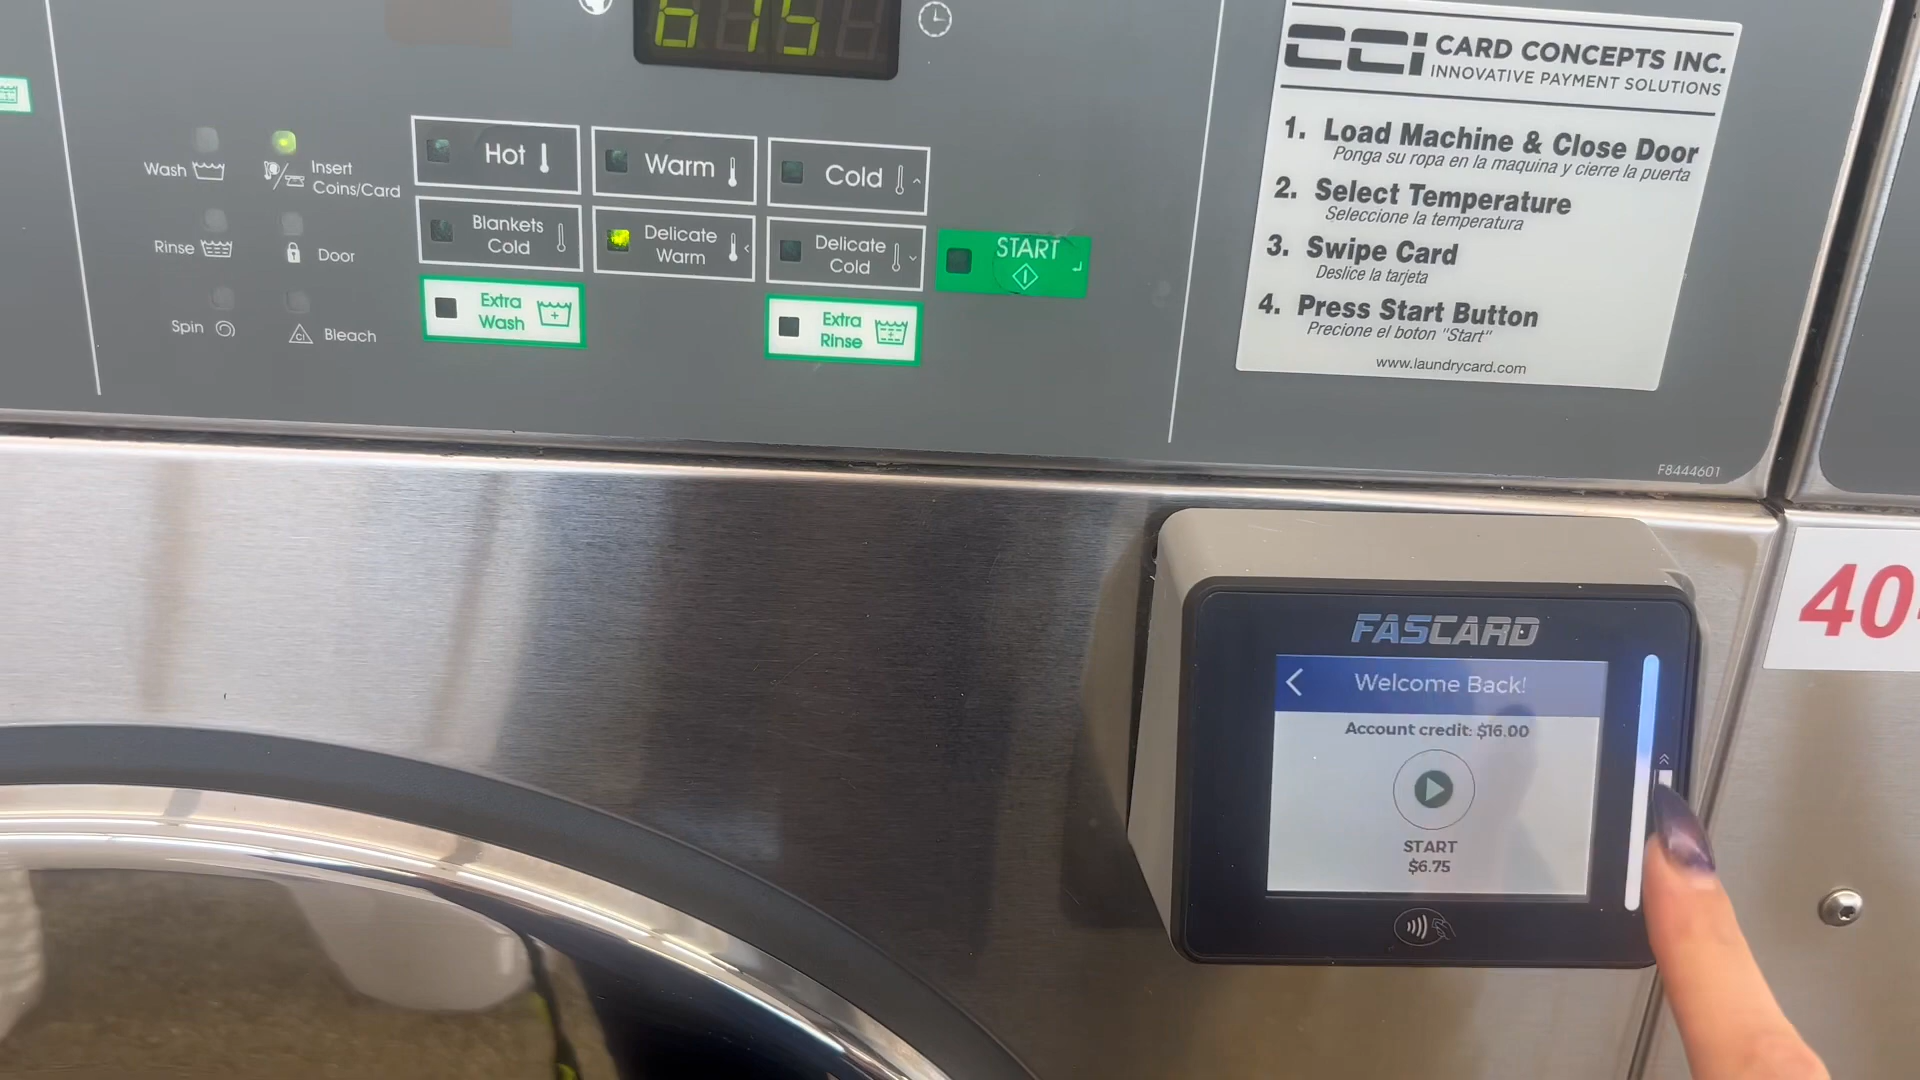 CCI CARD CONCEPTS INC.
INNOVATIVE PAYMENT SOLUTIONS
1. Load Machine & Close Door
Ponga su ropa en la maquina y cierre la puerta
2. Select Temperature
Seleccione la temperatura
3. Swipe Card
Deslice la tarjeta
4. Press Start Button
Precione el boton "Start"
www.laundrycard.com
F8444601
Wash
Insert
Coins/Card
Rinse
Door
Spin
Bleach
Hot
Warm
Cold
Blankets
Cold
Delicate
Warm
Delicate
Cold
START
Extra
Wash
Extra
Rinse
FASCARD
Welcome Back!
Account credit: $16.00
START
$6.75
40